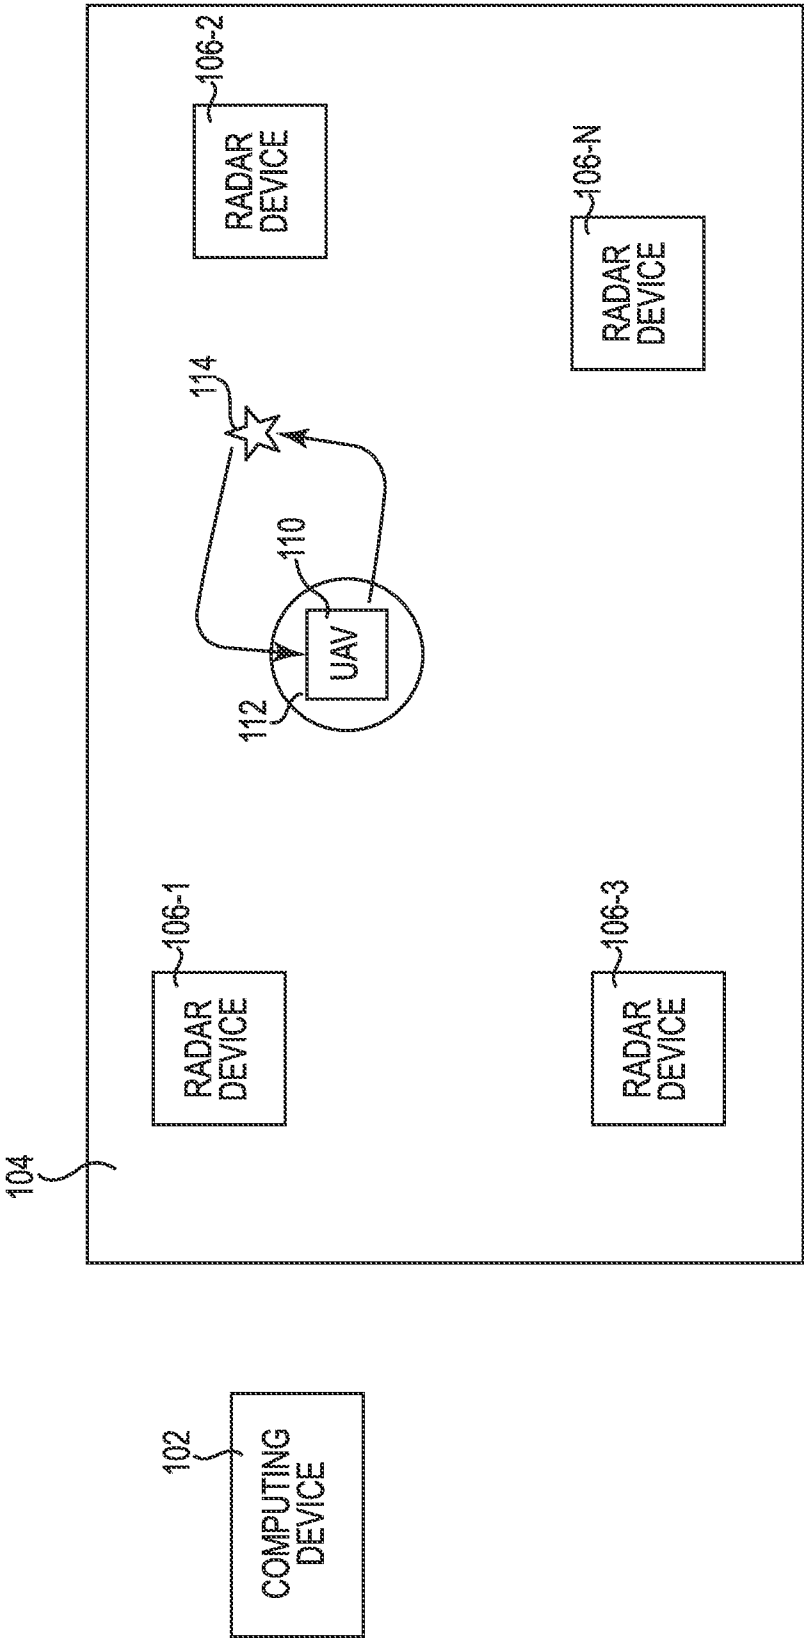 104
106-1
RADAR
DEVICE
106-2
RADAR
DEVICE
114
110
112
UAV
106-3
RADAR
DEVICE
106-N
RADAR
DEVICE
102
COMPUTING
DEVICE